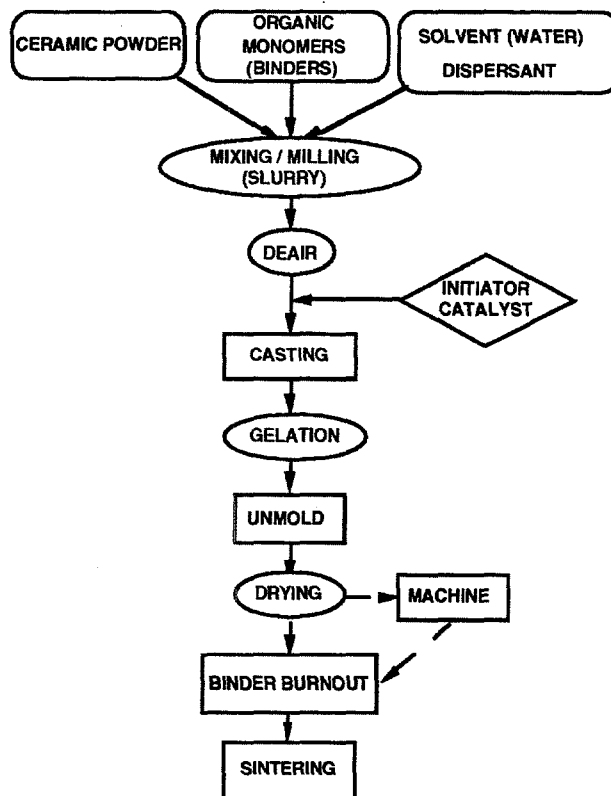 CERAMIC POWDER
ORGANIC
MONOMERS
(BINDERS)
SOLVENT (WATER)
DISPERSANT
MIXING / MILLING
(SLURRY)
DEAIR
INITIATOR
CATALYST
CASTING
GELATION
UNMOLD
DRYING
MACHINE
BINDER BURNOUT
SINTERING